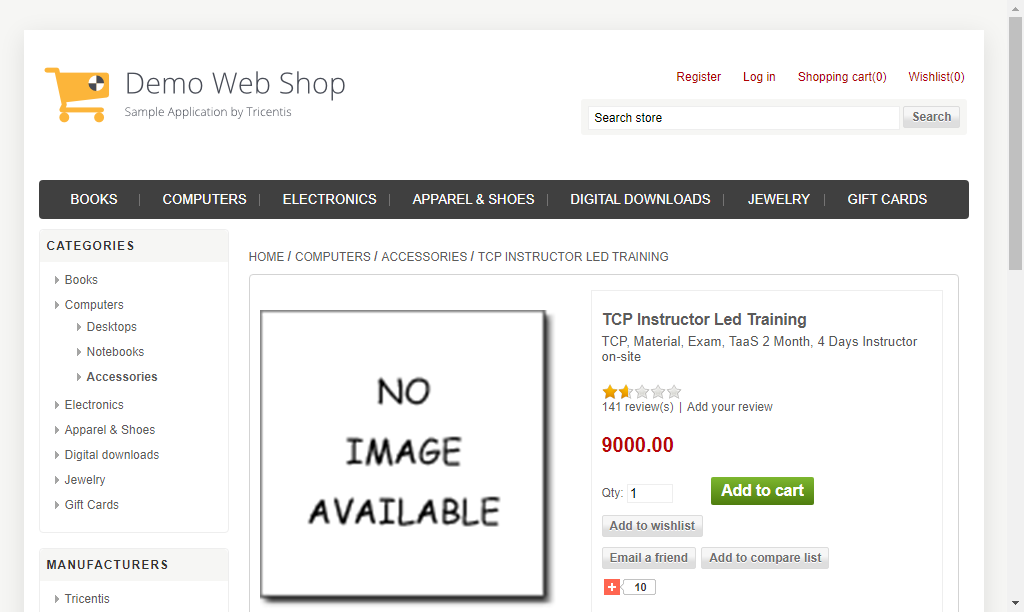 Demo Web Shop
Sample Application by Tricentis
Register
Log in
Shopping cart(0)
Wishlist(0)
Search store
Search
BOOKS
COMPUTERS
ELECTRONICS
APPAREL & SHOES
DIGITAL DOWNLOADS
JEWELRY
GIFT CARDS
CATEGORIES
Books
Computers
Desktops
Notebooks
Accessories
Electronics
Apparel & Shoes
Digital downloads
Jewelry
Gift Cards
MANUFACTURERS
Tricentis
HOME / COMPUTERS / ACCESSORIES / TCP INSTRUCTOR LED TRAINING
NO
IMAGE
AVAILABLE
TCP Instructor Led Training
TCP, Material, Exam, TaaS 2 Month, 4 Days Instructor
on-site
141 review(s) | Add your review
9000.00
Qty: 1
Add to cart
Add to wishlist
Email a friend
Add to compare list
+ 10